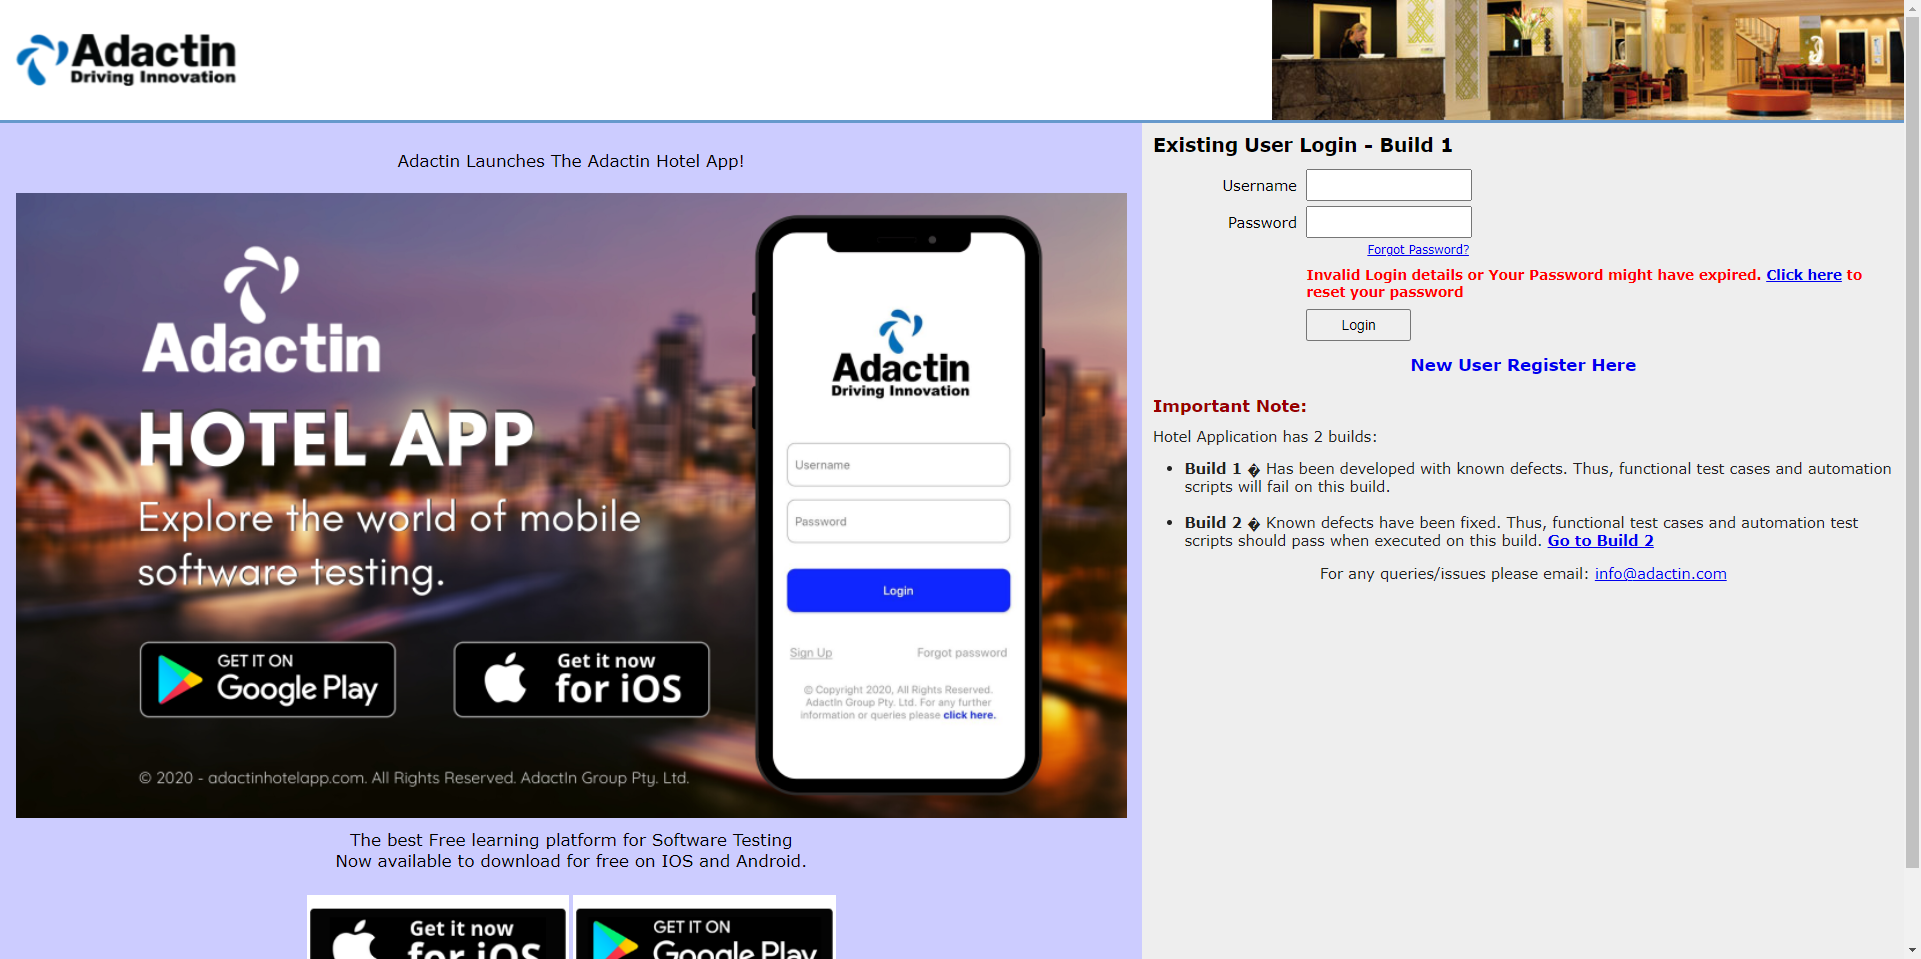 Adactin
Driving Innovation
Adactin Launches The Adactin Hotel App!
Adactin
HOTEL APP
Explore the world of mobile
software testing.
GET IT ON
Google Play
Get it now
for iOS
© 2020 - adactinhotelapp.com. All Rights Reserved. AdactIn Group Pty. Ltd.
Adactin
Driving Innovation
Username
Password
Login
Sign Up Forgot password
© Copyright 2020, All Rights Reserved.
AdactIn Group Pty. Ltd. For any further
information or queries please click here.
The best Free learning platform for Software Testing
Now available to download for free on IOS and Android.
Get it now
for iOS
GET IT ON
Google Play
Existing User Login - Build 1
Username
Password
Forgot Password?
Invalid Login details or Your Password might have expired. Click here to
reset your password
Login
New User Register Here
Important Note:
Hotel Application has 2 builds:
• Build 1 � Has been developed with known defects. Thus, functional test cases and automation
scripts will fail on this build.
• Build 2 � Known defects have been fixed. Thus, functional test cases and automation test
scripts should pass when executed on this build. Go to Build 2
For any queries/issues please email: info@adactin.com